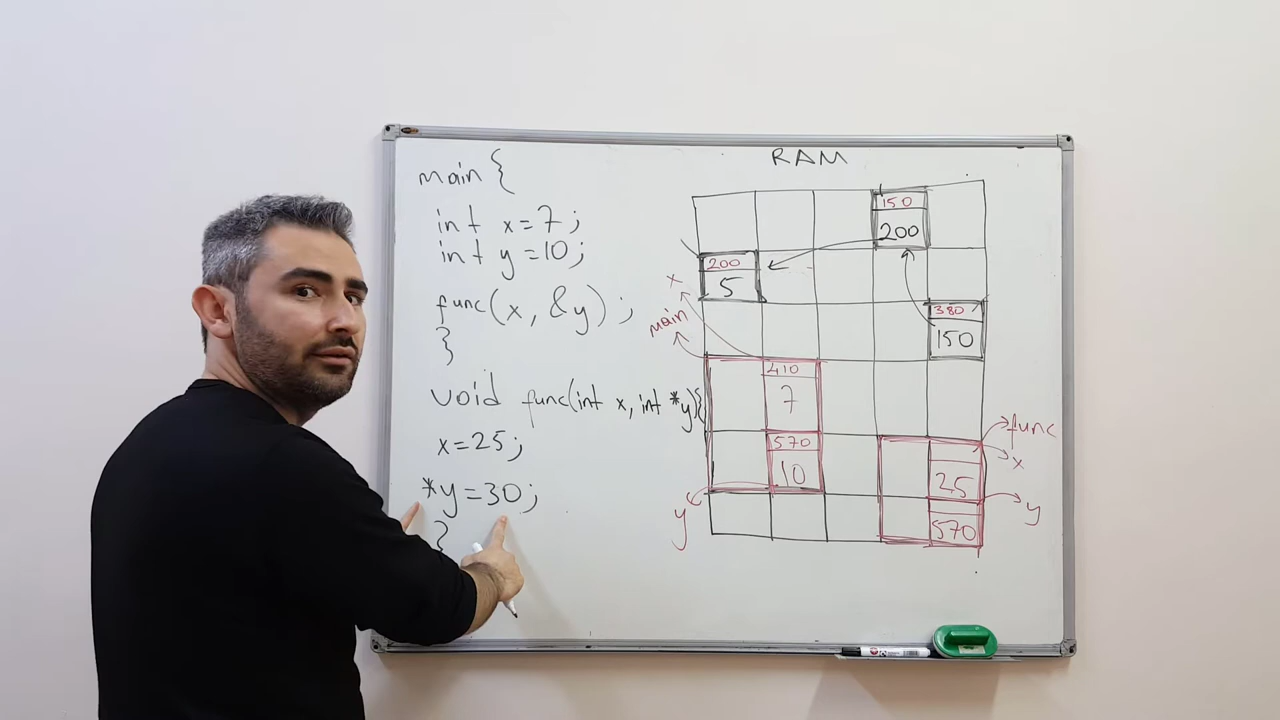 main {
int x=7;
int y=10;
func(x, &y);
}
void func(int x, int *y){
x=25;
*y=30;
}
RAM
150
200
200
5
x
380
150
main
410
7
570
10
y
func
x
25
y
570